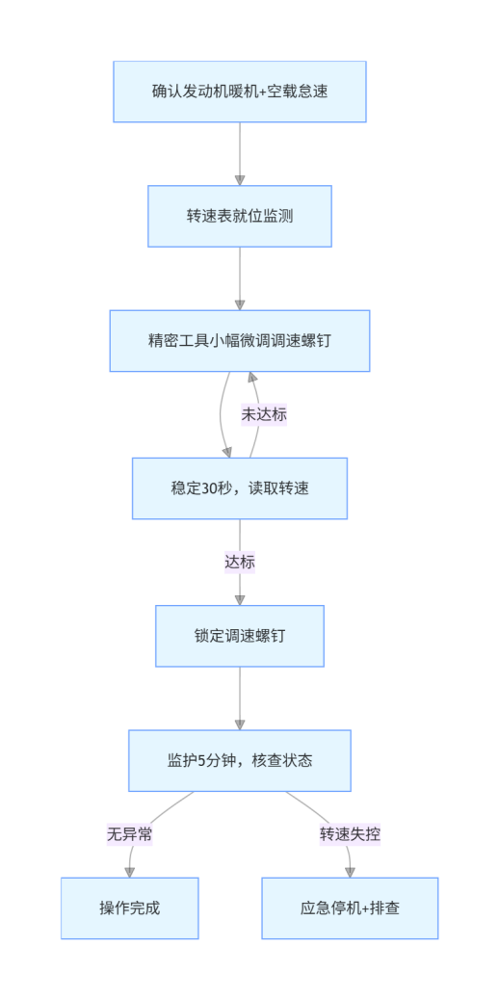 确认发动机暖机+空载怠速
转速表就位监测
精密工具小幅微调调速螺钉
未达标
稳定30秒，读取转速
达标
锁定调速螺钉
监护5分钟，核查状态
无异常
转速失控
操作完成
应急停机+排查